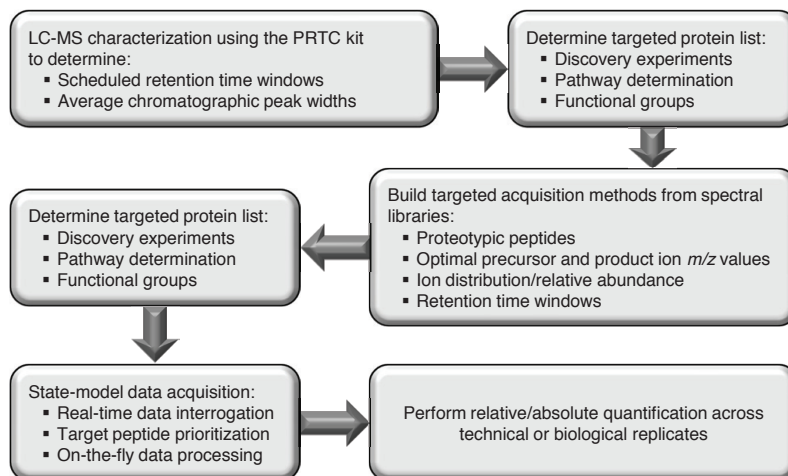 LC-MS characterization using the PRTC kit
to determine:
▪ Scheduled retention time windows
▪ Average chromatographic peak widths
Determine targeted protein list:
▪ Discovery experiments
▪ Pathway determination
▪ Functional groups
Build targeted acquisition methods from spectral
libraries:
▪ Proteotypic peptides
▪ Optimal precursor and product ion m/z values
▪ Ion distribution/relative abundance
▪ Retention time windows
Determine targeted protein list:
▪ Discovery experiments
▪ Pathway determination
▪ Functional groups
State-model data acquisition:
▪ Real-time data interrogation
▪ Target peptide prioritization
▪ On-the-fly data processing
Perform relative/absolute quantification across
technical or biological replicates